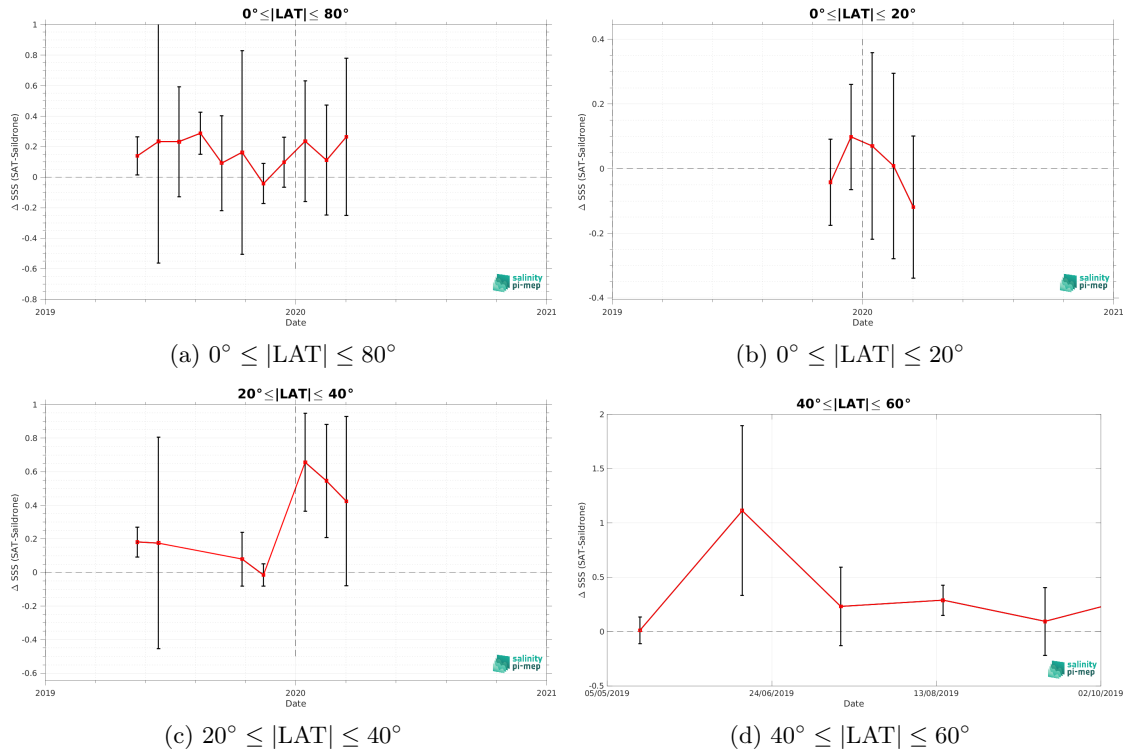 0°≤|LAT|≤ 80°
Δ SSS (SAT-Saildrone)
1
0.8
0.6
0.4
0.2
0
-0.2
-0.4
-0.6
-0.8
2019
2020
2021
Date
salinity
pi-mep
(a) 0° ≤ |LAT| ≤ 80°
0°≤|LAT|≤ 20°
Δ SSS (SAT-Saildrone)
0.4
0.2
0
-0.2
-0.4
2019
2020
2021
Date
salinity
pi-mep
(b) 0° ≤ |LAT| ≤ 20°
20°≤|LAT|≤ 40°
Δ SSS (SAT-Saildrone)
1
0.8
0.6
0.4
0.2
0
-0.2
-0.4
-0.6
2019
2020
2021
Date
salinity
pi-mep
(c) 20° ≤ |LAT| ≤ 40°
40°≤|LAT|≤ 60°
Δ SSS (SAT-Saildrone)
2
1.5
1
0.5
0
-0.5
05/05/2019
24/06/2019
13/08/2019
02/10/2019
Date
salinity
pi-mep
(d) 40° ≤ |LAT| ≤ 60°